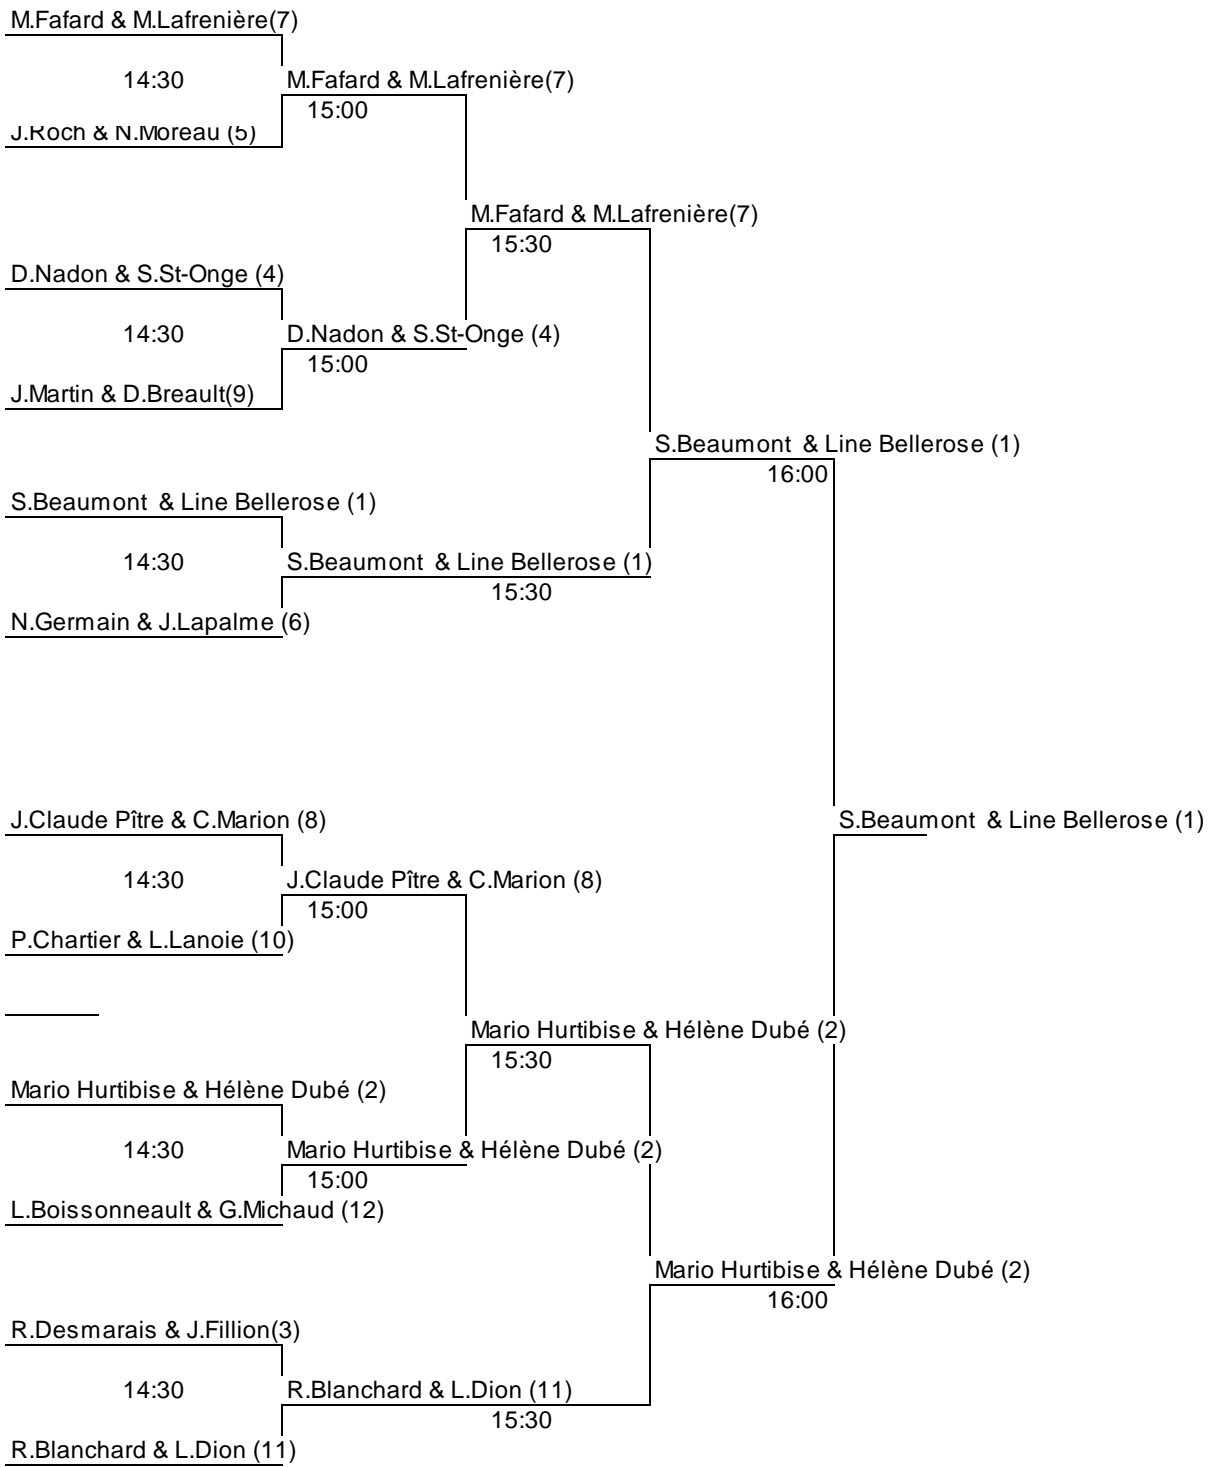 M.Fafard & M.Lafrenière(7)
14:30
M.Fafard & M.Lafrenière(7)
15:00
J.Roch & N.Moreau (5)
M.Fafard & M.Lafrenière(7)
15:30
D.Nadon & S.St-Onge (4)
14:30
D.Nadon & S.St-Onge (4)
15:00
J.Martin & D.Breault(9)
S.Beaumont & Line Bellerose (1)
16:00
S.Beaumont & Line Bellerose (1)
14:30
S.Beaumont & Line Bellerose (1)
15:30
N.Germain & J.Lapalme (6)
J.Claude Pître & C.Marion (8)
S.Beaumont & Line Bellerose (1)
14:30
J.Claude Pître & C.Marion (8)
15:00
P.Chartier & L.Lanoie (10)
Mario Hurtibise & Hélène Dubé (2)
15:30
Mario Hurtibise & Hélène Dubé (2)
14:30
Mario Hurtibise & Hélène Dubé (2)
15:00
L.Boissonneault & G.Michaud (12)
Mario Hurtibise & Hélène Dubé (2)
16:00
R.Desmarais & J.Fillion(3)
14:30
R.Blanchard & L.Dion (11)
15:30
R.Blanchard & L.Dion (11)